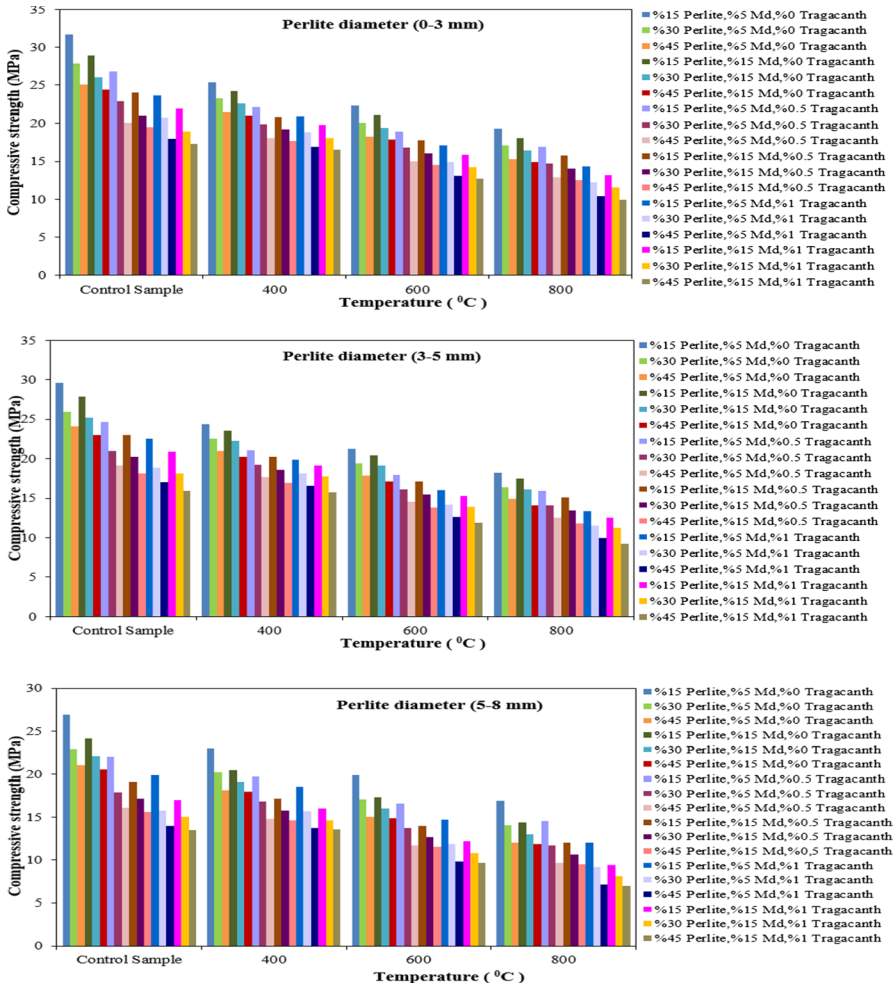 Perlite diameter (0-3 mm)
Compressive strength (MPa)
35
30
25
20
15
10
5
0
Control Sample 400 600 800
Temperature ( ⁰C )
%15 Perlite,%5 Md,%0 Tragacanth
%30 Perlite,%5 Md,%0 Tragacanth
%45 Perlite,%5 Md,%0 Tragacanth
%15 Perlite,%15 Md,%0 Tragacanth
%30 Perlite,%15 Md,%0 Tragacanth
%45 Perlite,%15 Md,%0 Tragacanth
%15 Perlite,%5 Md,%0.5 Tragacanth
%30 Perlite,%5 Md,%0.5 Tragacanth
%45 Perlite,%5 Md,%0.5 Tragacanth
%15 Perlite,%15 Md,%0.5 Tragacanth
%30 Perlite,%15 Md,%0.5 Tragacanth
%45 Perlite,%15 Md,%0.5 Tragacanth
%15 Perlite,%5 Md,%1 Tragacanth
%30 Perlite,%5 Md,%1 Tragacanth
%45 Perlite,%5 Md,%1 Tragacanth
%15 Perlite,%15 Md,%1 Tragacanth
%30 Perlite,%15 Md,%1 Tragacanth
%45 Perlite,%15 Md,%1 Tragacanth
Perlite diameter (3-5 mm)
Compressive strength (MPa)
35
30
25
20
15
10
5
0
Control Sample 400 600 800
Temperature ( ⁰C )
%15 Perlite,%5 Md,%0 Tragacanth
%30 Perlite,%5 Md,%0 Tragacanth
%45 Perlite,%5 Md,%0 Tragacanth
%15 Perlite,%15 Md,%0 Tragacanth
%30 Perlite,%15 Md,%0 Tragacanth
%45 Perlite,%15 Md,%0 Tragacanth
%15 Perlite,%5 Md,%0.5 Tragacanth
%30 Perlite,%5 Md,%0.5 Tragacanth
%45 Perlite,%5 Md,%0.5 Tragacanth
%15 Perlite,%15 Md,%0.5 Tragacanth
%30 Perlite,%15 Md,%0.5 Tragacanth
%45 Perlite,%15 Md,%0.5 Tragacanth
%15 Perlite,%5 Md,%1 Tragacanth
%30 Perlite,%5 Md,%1 Tragacanth
%45 Perlite,%5 Md,%1 Tragacanth
%15 Perlite,%15 Md,%1 Tragacanth
%30 Perlite,%15 Md,%1 Tragacanth
%45 Perlite,%15 Md,%1 Tragacanth
Perlite diameter (5-8 mm)
Compressive strength (MPa)
30
25
20
15
10
5
0
Control Sample 400 600 800
Temperature ( ⁰C )
%15 Perlite,%5 Md,%0 Tragacanth
%30 Perlite,%5 Md,%0 Tragacanth
%45 Perlite,%5 Md,%0 Tragacanth
%15 Perlite,%15 Md,%0 Tragacanth
%30 Perlite,%15 Md,%0 Tragacanth
%45 Perlite,%15 Md,%0 Tragacanth
%15 Perlite,%5 Md,%0.5 Tragacanth
%30 Perlite,%5 Md,%0.5 Tragacanth
%45 Perlite,%5 Md,%0.5 Tragacanth
%15 Perlite,%15 Md,%0.5 Tragacanth
%30 Perlite,%15 Md,%0.5 Tragacanth
%45 Perlite,%15 Md,%0,5 Tragacanth
%15 Perlite,%5 Md,%1 Tragacanth
%30 Perlite,%5 Md,%1 Tragacanth
%45 Perlite,%5 Md,%1 Tragacanth
%15 Perlite,%15 Md,%1 Tragacanth
%30 Perlite,%15 Md,%1 Tragacanth
%45 Perlite,%15 Md,%1 Tragacanth